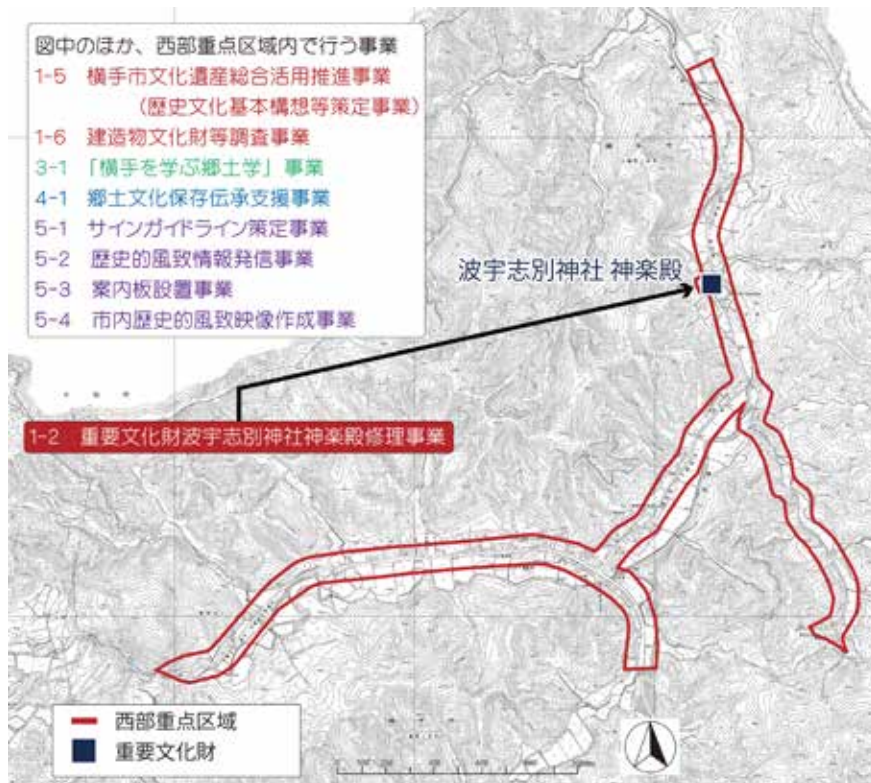 図中のほか、西部重点区域内で行う事業
1-5 横手市文化遺産総合活用推進事業
（歴史文化基本構想等策定事業）
1-6 建造物文化財等調査事業
3-1 「横手を学ぶ郷土学」事業
4-1 郷土文化保存伝承支援事業
5-1 サインガイドライン策定事業
5-2 歴史的風致情報発信事業
5-3 案内板設置事業
5-4 市内歴史的風致映像作成事業
波宇志別神社 神楽殿
1-2 重要文化財波宇志別神社神楽殿修理事業
西部重点区域
重要文化財